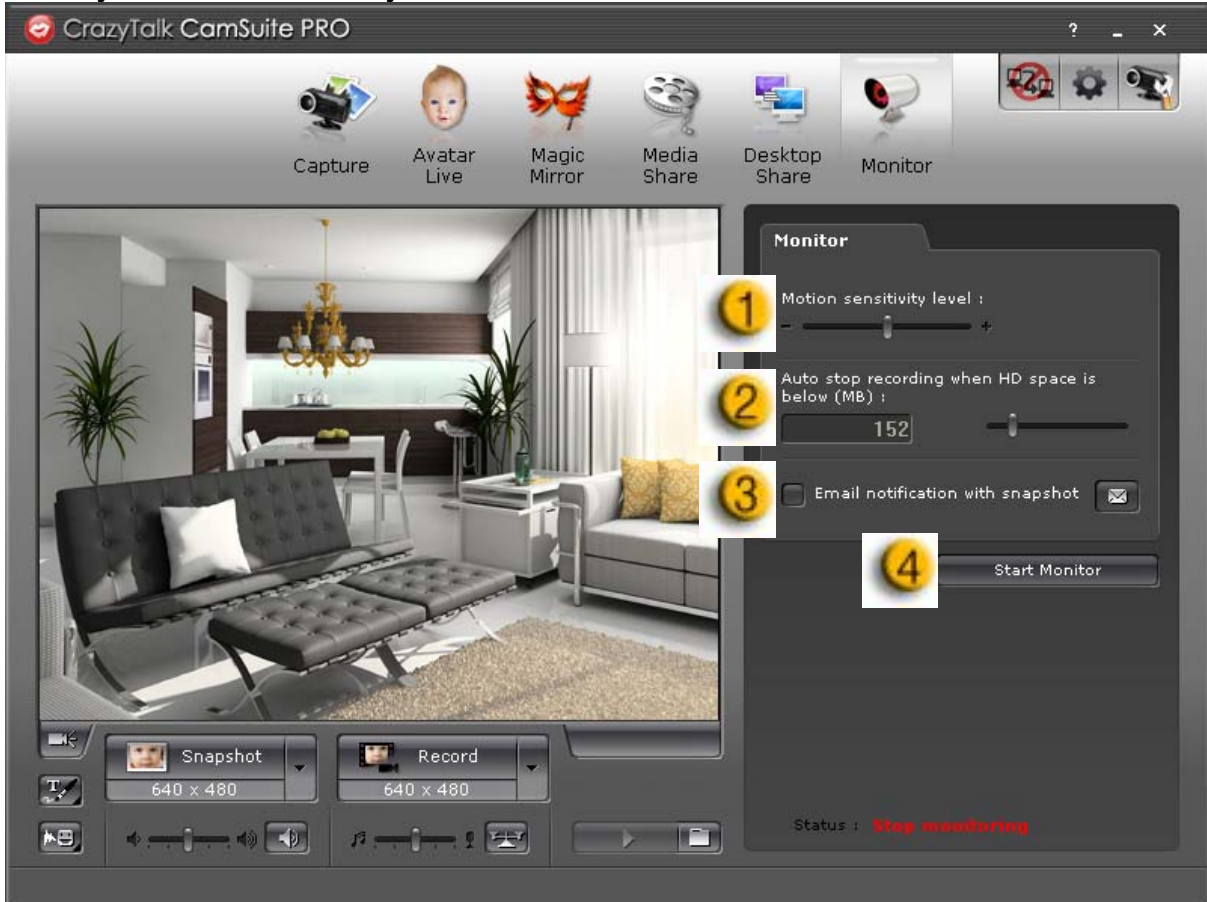 CrazyTalk CamSuite PRO
?
Capture
Avatar
Live
Magic
Mirror
Media
Share
Desktop
Share
Monitor
Monitor
1
Motion sensitivity level :
- +
2
Auto stop recording when HD space is
below (MB) :
152
3
Email notification with snapshot
4
Start Monitor
Snapshot
640 x 480
Record
640 x 480
T
Status : Stop monitoring